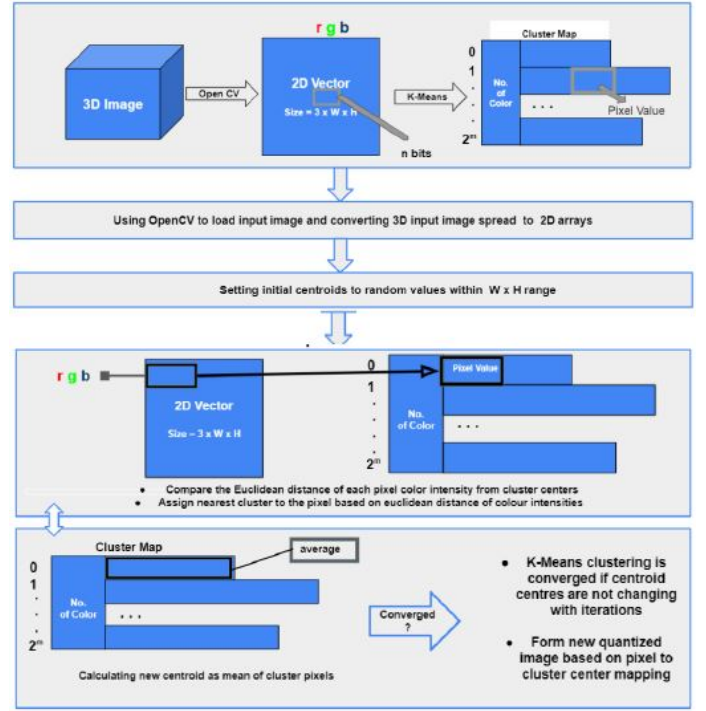 r g b
Cluster Map
3D Image
Open CV
2D Vector
Size = 3 x W x H
n bits
K-Means
0
1
.
.
.
2ᵐ
No.
of
Color
. . .
Pixel Value
Using OpenCV to load input image and converting 3D input image spread to 2D arrays
Setting initial centroids to random values within W x H range
r g b
2D Vector
Size – 3 x W x H
0
1
.
.
.
2ᵐ
No.
of Color
Pixel Value
. . .
• Compare the Euclidean distance of each pixel color intensity from cluster centers
• Assign nearest cluster to the pixel based on euclidean distance of colour intensities
Cluster Map
average
0
1
.
.
.
2ᵐ
No.
of Color
. . .
Calculating new centroid as mean of cluster pixels
Converged
?
• K-Means clustering is
converged if centroid
centres are not changing
with iterations
• Form new quantized
image based on pixel to
cluster center mapping